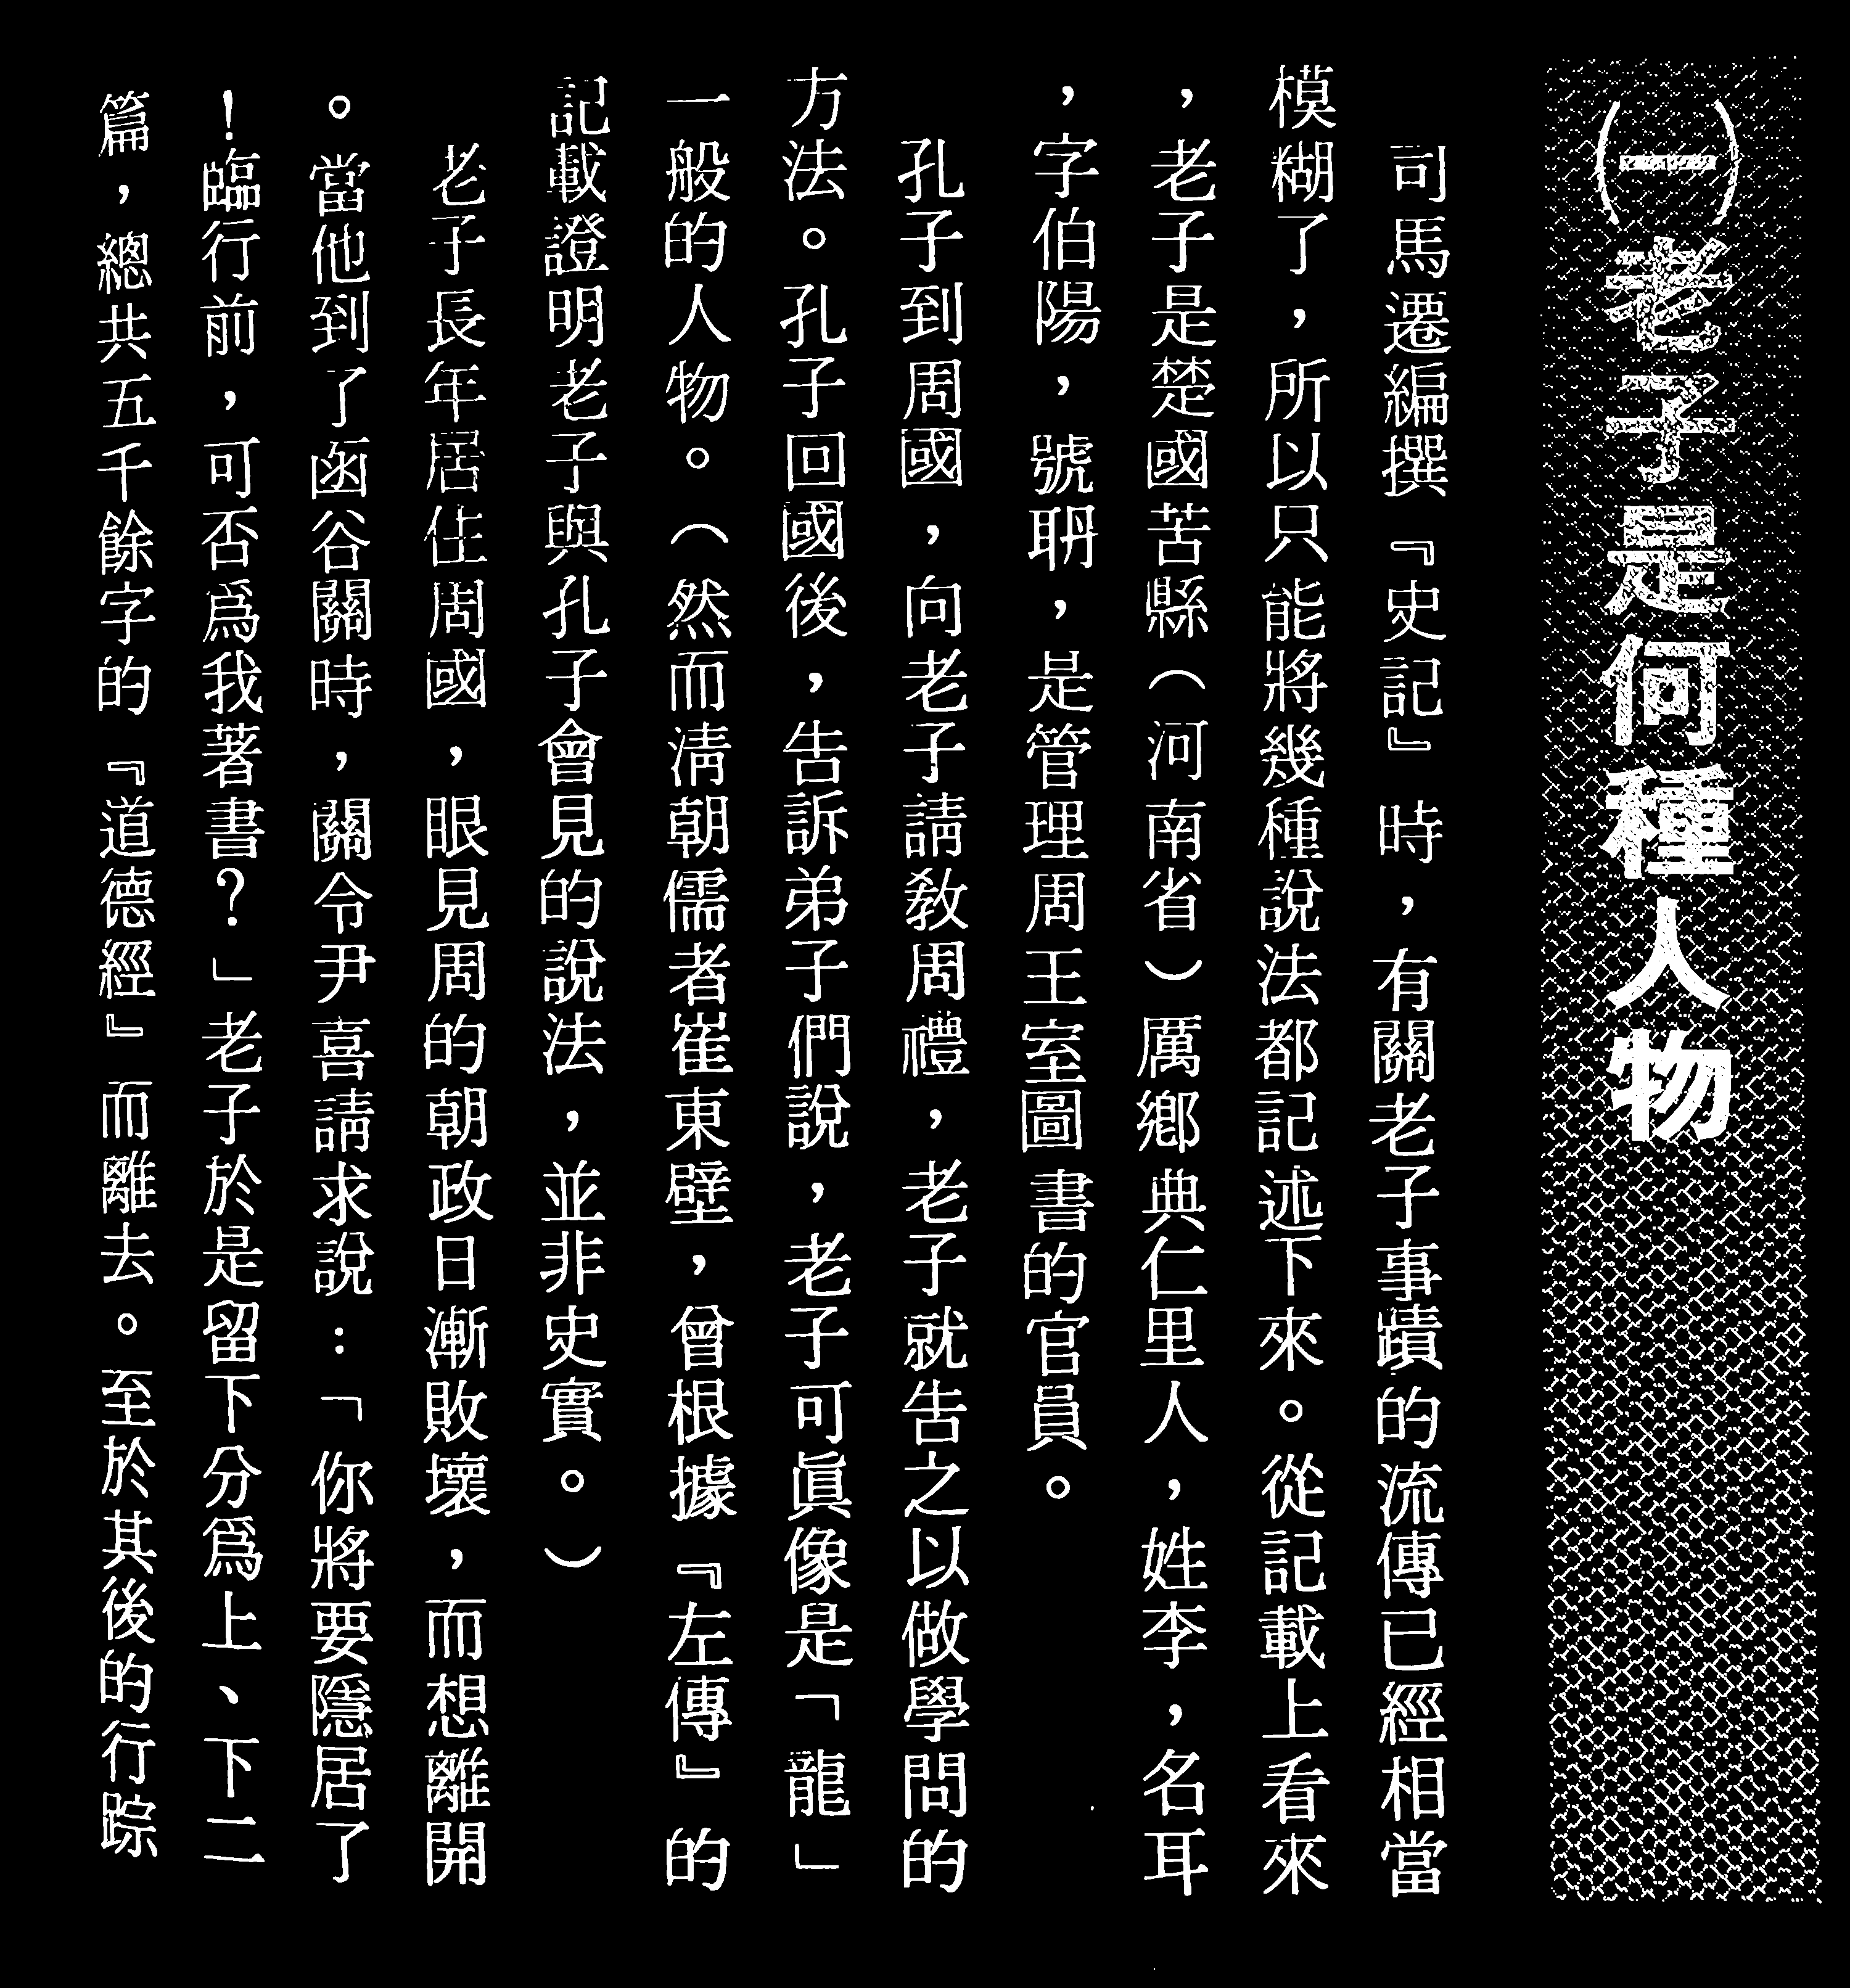 (一)老子是何種人物
司馬遷編撰『史記』時，有關老子事蹟的流傳已經相當
模糊了，所以只能將幾種說法都記述下來。從記載上看來
，老子是楚國苦縣（河南省）厲鄉典仁里人，姓李，名耳
，字伯陽，號聃，是管理周王室圖書的官員。
孔子到周國，向老子請教周禮，老子就告之以做學問的
方法。孔子回國後，告訴弟子們說，老子可眞像是「龍」
一般的人物。（然而淸朝儒者崔東壁，曾根據『左傳』的
記載證明老子與孔子會見的說法，並非史實。）
老子長年居住周國，眼見周的朝政日漸敗壞，而想離開
。當他到了函谷關時，關令尹喜請求說：「你將要隱居了
！臨行前，可否爲我著書？」老子於是留下分爲上、下二
篇，總共五千餘字的『道德經』而離去。至於其後的行踪